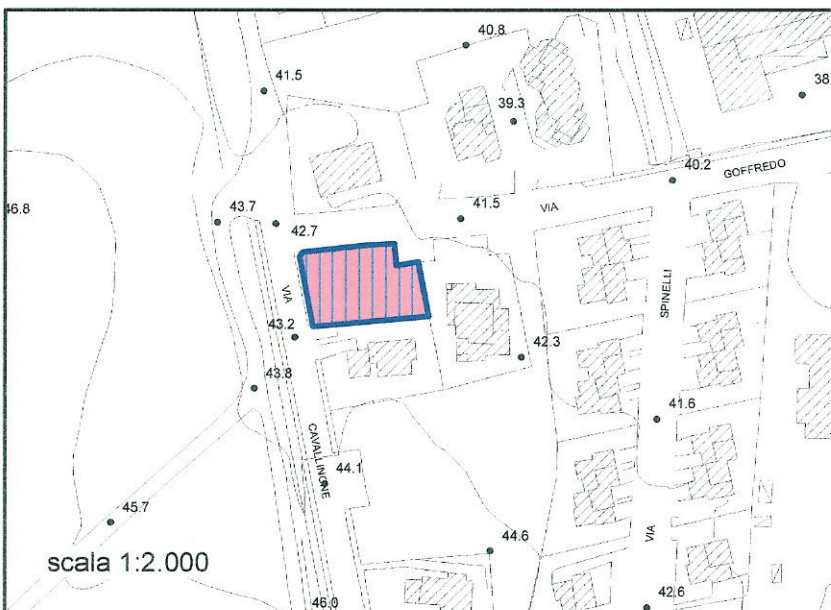 40.8
41.5
38
39.3
40.2
GOFFREDO
46.8
43.7
42.7
41.5
VIA
VIA
SPINELLI
43.2
42.3
43.8
41.6
CAVALLINONE
44.1
45.7
44.6
VIA
scala 1:2.000
46.0
42.6